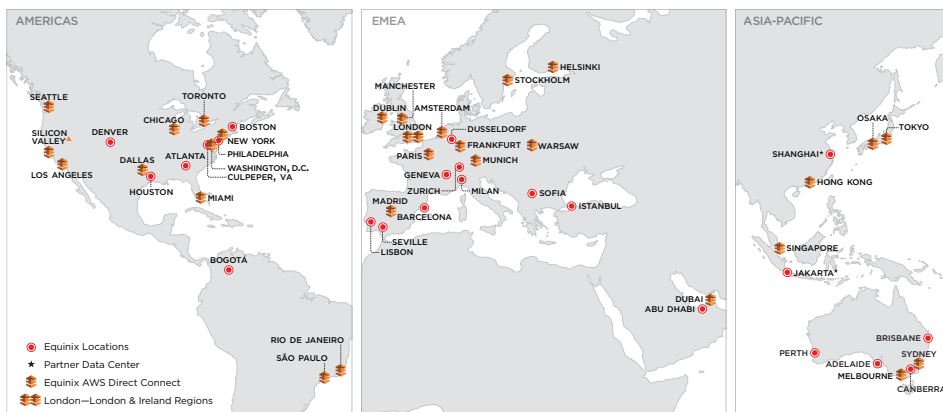 AMERICAS
SEATTLE
SILICON
VALLEY
LOS ANGELES
DENVER
CHICAGO
TORONTO
BOSTON
NEW YORK
PHILADELPHIA
WASHINGTON, D.C.
CULPEPER, VA
ATLANTA
DALLAS
HOUSTON
MIAMI
BOGOTÁ
RIO DE JANEIRO
SÃO PAULO
Equinix Locations
★ Partner Data Center
Equinix AWS Direct Connect
London—London & Ireland Regions
EMEA
HELSINKI
STOCKHOLM
MANCHESTER
DUBLIN
AMSTERDAM
LONDON
DUSSELDORF
FRANKFURT
WARSAW
PARIS
MUNICH
GENEVA
ZURICH
MILAN
SOFIA
ISTANBUL
MADRID
BARCELONA
SEVILLE
LISBON
DUBAI
ABU DHABI
ASIA-PACIFIC
OSAKA
TOKYO
SHANGHAI★
HONG KONG
SINGAPORE
JAKARTA★
BRISBANE
PERTH
SYDNEY
ADELAIDE
MELBOURNE
CANBERRA